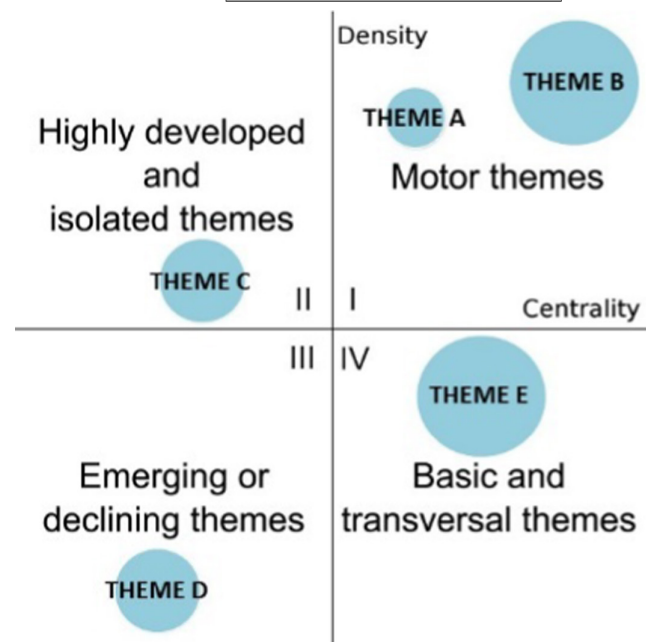 Density
THEME B
THEME A
Highly developed
and
isolated themes
Motor themes
THEME C
II
I
Centrality
III
IV
THEME E
Emerging or
declining themes
Basic and
transversal themes
THEME D